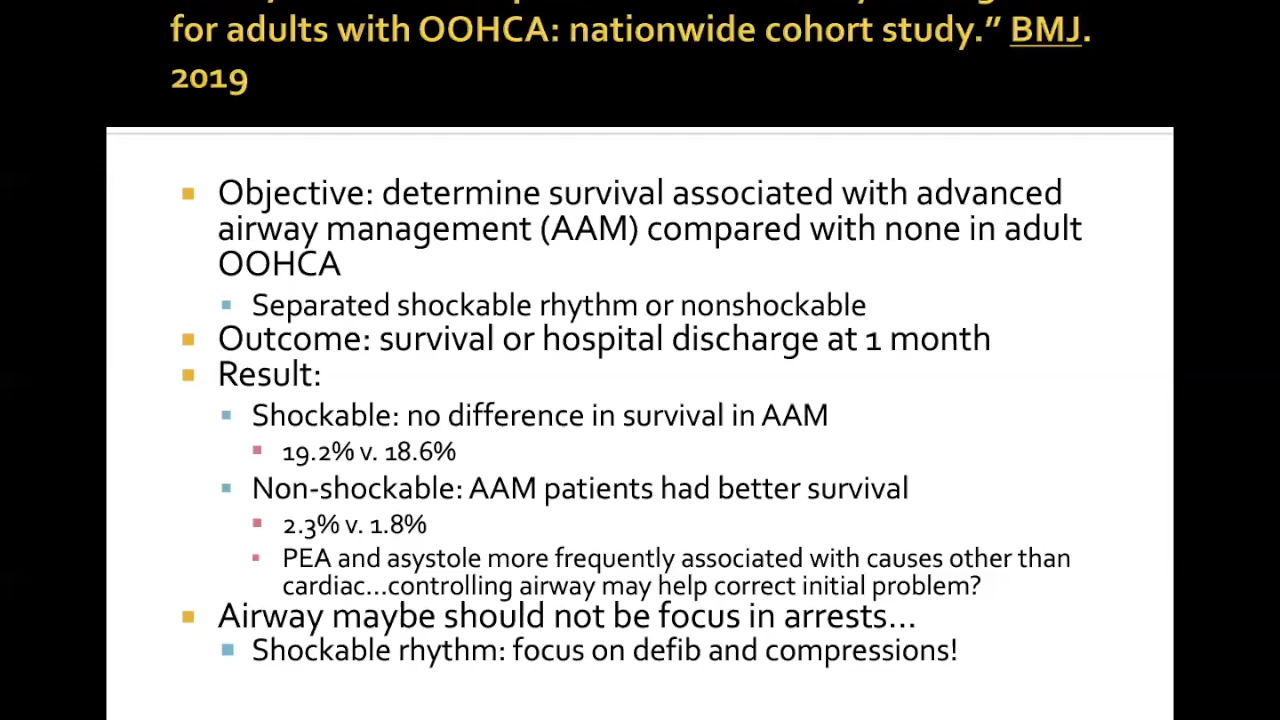 for adults with OOHCA: nationwide cohort study.” BMJ.
2019
Objective: determine survival associated with advanced
airway management (AAM) compared with none in adult
OOHCA
Separated shockable rhythm or nonshockable
Outcome: survival or hospital discharge at 1 month
Result:
Shockable: no difference in survival in AAM
19.2% v. 18.6%
Non-shockable: AAM patients had better survival
2.3% v. 1.8%
PEA and asystole more frequently associated with causes other than
cardiac...controlling airway may help correct initial problem?
Airway maybe should not be focus in arrests...
Shockable rhythm: focus on defib and compressions!